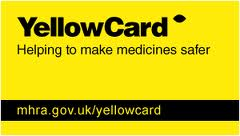 YellowCard
Helping to make medicines safer
mhra.gov.uk/yellowcard